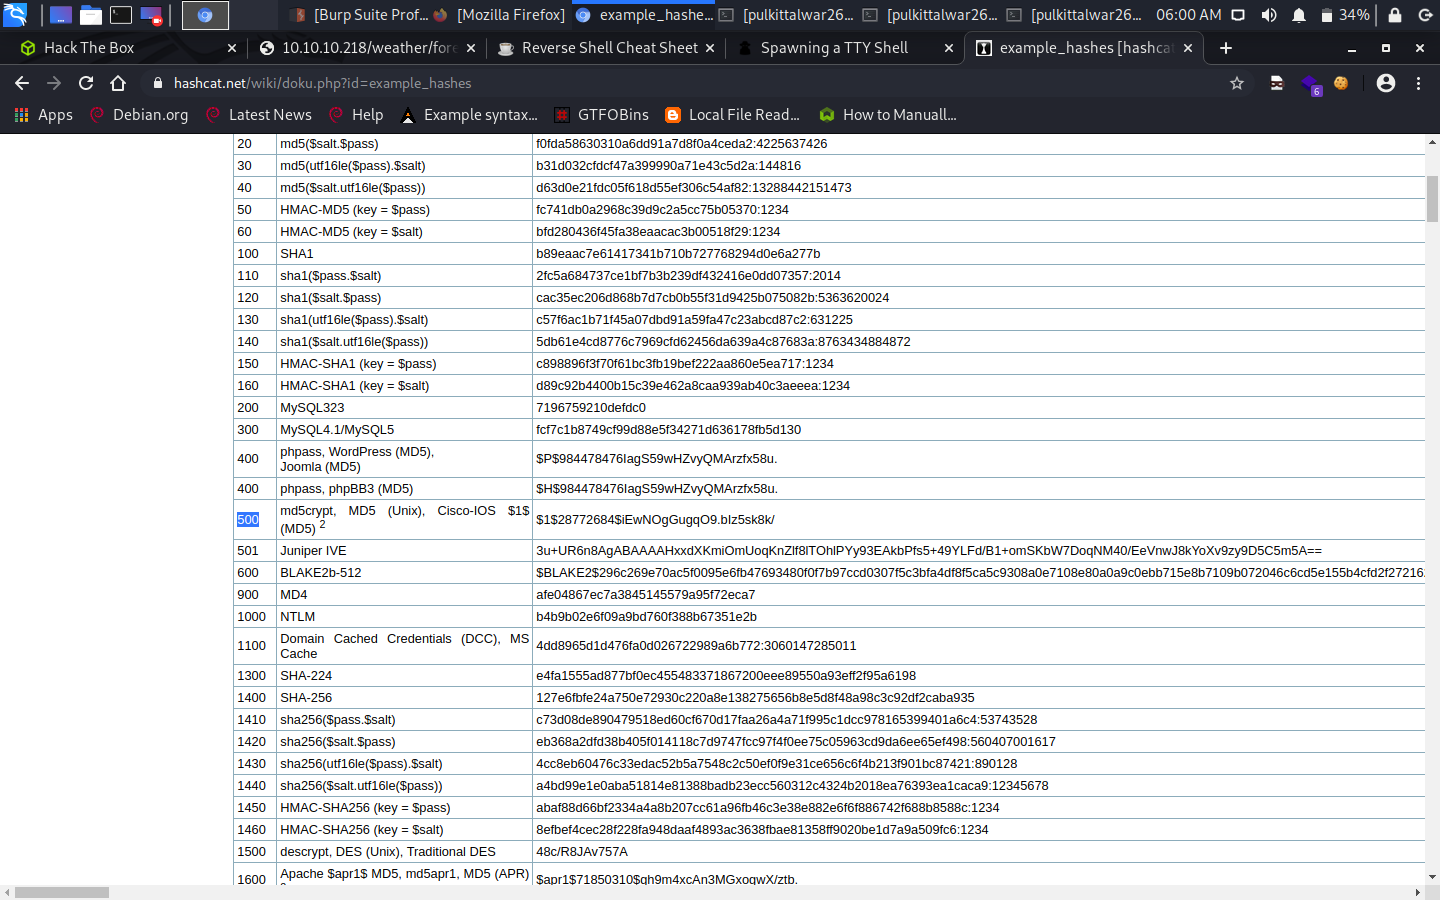 [Burp Suite Prof... [Mozilla Firefox] example_hashe... [pulkittalwar26... [pulkittalwar26... [pulkittalwar26... 06:00 AM 34%
Hack The Box 10.10.10.218/weather/fore Reverse Shell Cheat Sheet Spawning a TTY Shell example_hashes [hashcat
hashcat.net/wiki/doku.php?id=example_hashes 6
Apps Debian.org Latest News Help Example syntax... GTFOBins Local File Read... How to Manuall...
20 md5($salt.$pass) f0fda58630310a6dd91a7d8f0a4ceda2:4225637426
30 md5(utf16le($pass).$salt) b31d032cfdcf47a399990a71e43c5d2a:144816
40 md5($salt.utf16le($pass)) d63d0e21fdc05f618d55ef306c54af82:13288442151473
50 HMAC-MD5 (key = $pass) fc741db0a2968c39d9c2a5cc75b05370:1234
60 HMAC-MD5 (key = $salt) bfd280436f45fa38eaacac3b00518f29:1234
100 SHA1 b89eaac7e61417341b710b727768294d0e6a277b
110 sha1($pass.$salt) 2fc5a684737ce1bf7b3b239df432416e0dd07357:2014
120 sha1($salt.$pass) cac35ec206d868b7d7cb0b55f31d9425b075082b:5363620024
130 sha1(utf16le($pass).$salt) c57f6ac1b71f45a07dbd91a59fa47c23abcd87c2:631225
140 sha1($salt.utf16le($pass)) 5db61e4cd8776c7969cfd62456da639a4c87683a:8763434884872
150 HMAC-SHA1 (key = $pass) c898896f3f70f61bc3fb19bef222aa860e5ea717:1234
160 HMAC-SHA1 (key = $salt) d89c92b4400b15c39e462a8caa939ab40c3aeeea:1234
200 MySQL323 7196759210defdc0
300 MySQL4.1/MySQL5 fcf7c1b8749cf99d88e5f34271d636178fb5d130
400 phpass, WordPress (MD5),
Joomla (MD5) $P$984478476IagS59wHZvyQMArzfx58u.
400 phpass, phpBB3 (MD5) $H$984478476IagS59wHZvyQMArzfx58u.
500 md5crypt, MD5 (Unix), Cisco-IOS $1$
(MD5) 2 $1$28772684$iEwNOgGugqO9.bIz5sk8k/
501 Juniper IVE 3u+UR6n8AgABAAAAHxxdXKmiOmUoqKnZlf8lTOhlPYy93EAkbPfs5+49YLFd/B1+omSKbW7DoqNM40/EeVnwJ8kYoXv9zy9D5C5m5A==
600 BLAKE2b-512 $BLAKE2$296c269e70ac5f0095e6fb47693480f0f7b97ccd0307f5c3bfa4df8f5ca5c9308a0e7108e80a0a9c0ebb715e8b7109b072046c6cd5e155b4cfd2f27216
900 MD4 afe04867ec7a3845145579a95f72eca7
1000 NTLM b4b9b02e6f09a9bd760f388b67351e2b
1100 Domain Cached Credentials (DCC), MS
Cache 4dd8965d1d476fa0d026722989a6b772:3060147285011
1300 SHA-224 e4fa1555ad877bf0ec455483371867200eee89550a93eff2f95a6198
1400 SHA-256 127e6fbfe24a750e72930c220a8e138275656b8e5d8f48a98c3c92df2caba935
1410 sha256($pass.$salt) c73d08de890479518ed60cf670d17faa26a4a71f995c1dcc978165399401a6c4:53743528
1420 sha256($salt.$pass) eb368a2dfd38b405f014118c7d9747fcc97f4f0ee75c05963cd9da6ee65ef498:560407001617
1430 sha256(utf16le($pass).$salt) 4cc8eb60476c33edac52b5a7548c2c50ef0f9e31ce656c6f4b213f901bc87421:890128
1440 sha256($salt.utf16le($pass)) a4bd99e1e0aba51814e81388badb23ecc560312c4324b2018ea76393ea1caca9:12345678
1450 HMAC-SHA256 (key = $pass) abaf88d66bf2334a4a8b207cc61a96fb46c3e38e882e6f6f886742f688b8588c:1234
1460 HMAC-SHA256 (key = $salt) 8efbef4cec28f228fa948daaf4893ac3638fbae81358ff9020be1d7a9a509fc6:1234
1500 descrypt, DES (Unix), Traditional DES 48c/R8JAv757A
1600 Apache $apr1$ MD5, md5apr1, MD5 (APR) $apr1$71850310$gh9m4xcAn3MGxogwX/ztb.